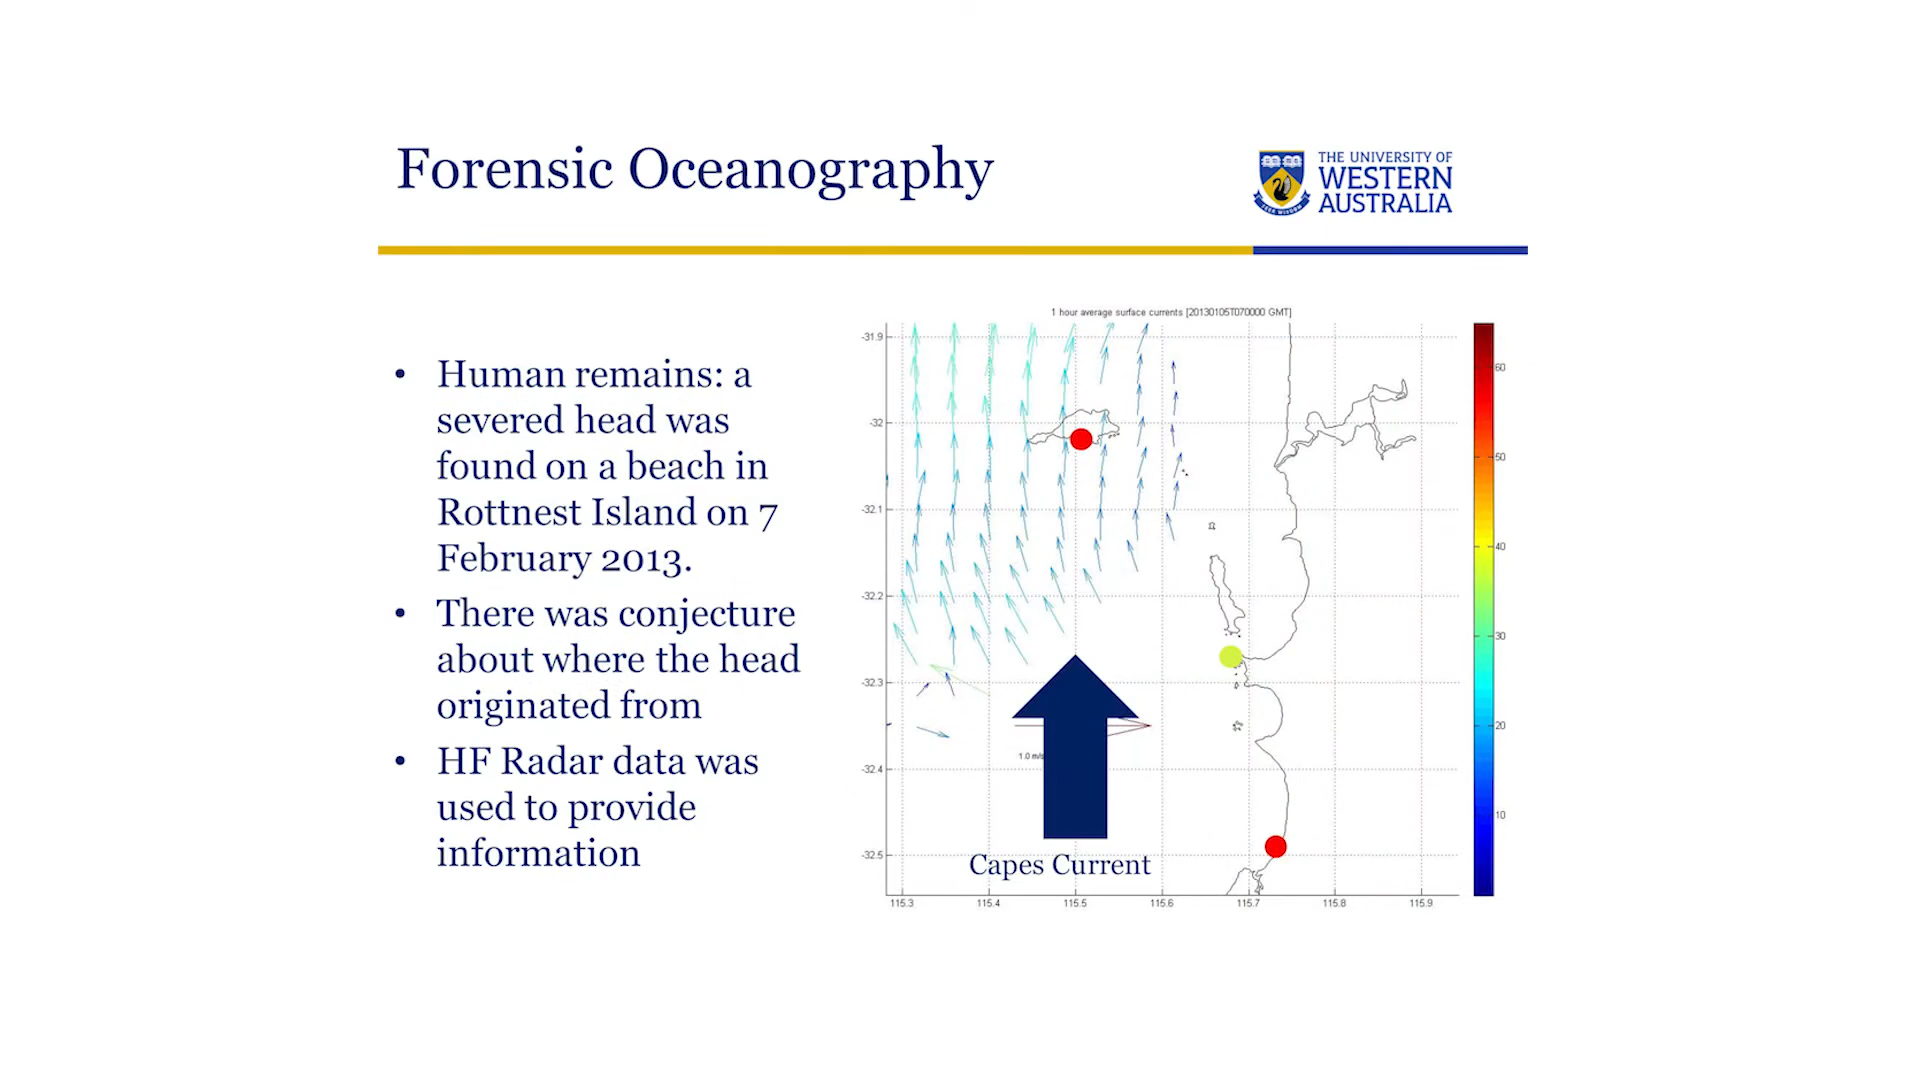 Forensic Oceanography
THE UNIVERSITY OF
WESTERN
AUSTRALIA
• Human remains: a
severed head was
found on a beach in
Rottnest Island on 7
February 2013.
• There was conjecture
about where the head
originated from
• HF Radar data was
used to provide
information
1 hour average surface currents [20130105T070000 GMT]
-31.9
-32
-32.1
-32.2
-32.3
-32.4
-32.5
1.0 m/s
Capes Current
115.3 115.4 115.5 115.6 115.7 115.8 115.9
60
50
40
30
20
10